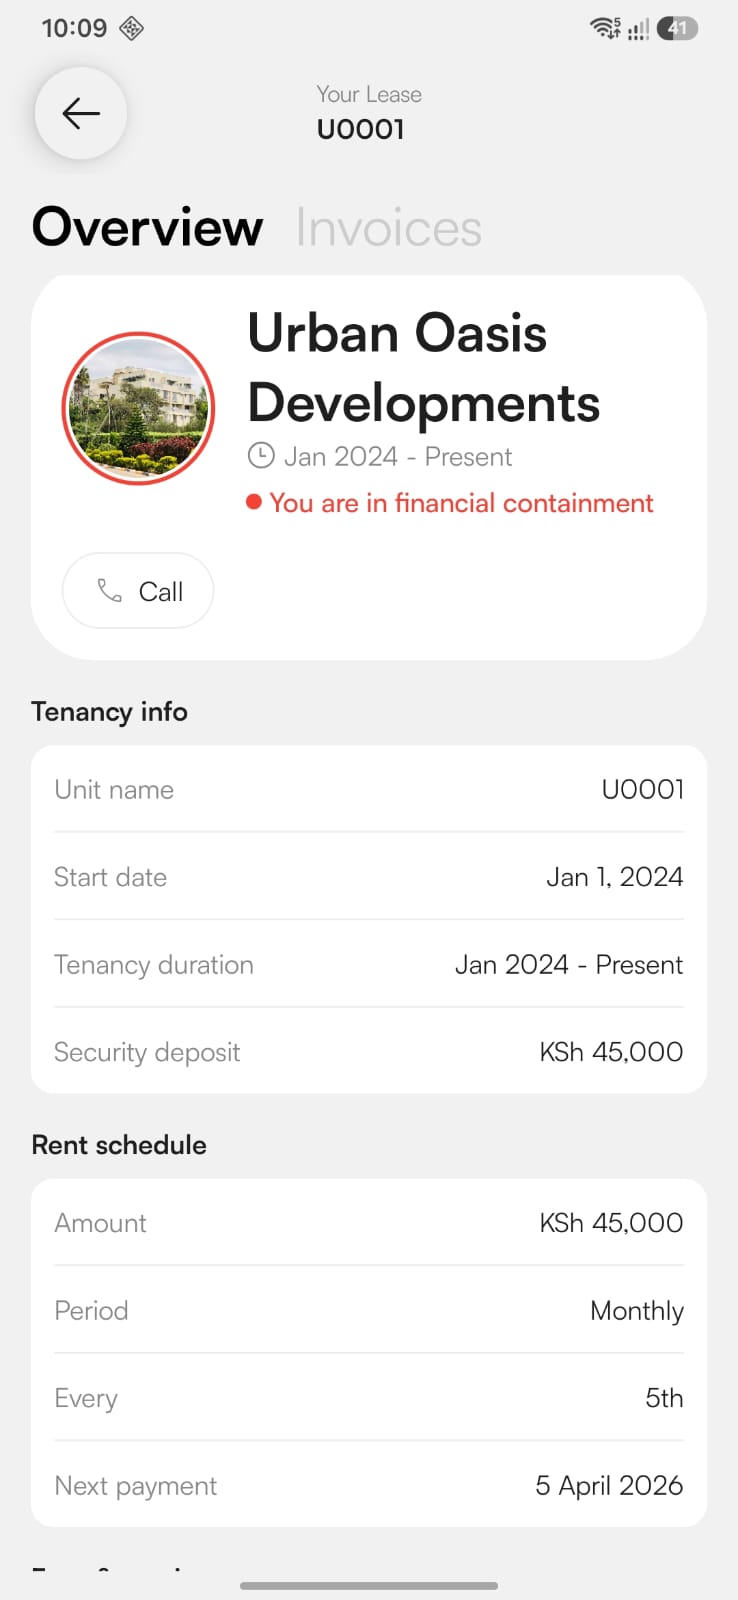 10:09
5
41
Your Lease
U0001
Overview Invoices
Urban Oasis
Developments
Jan 2024 - Present
You are in financial containment
Call
Tenancy info
Unit name U0001
Start date Jan 1, 2024
Tenancy duration Jan 2024 - Present
Security deposit KSh 45,000
Rent schedule
Amount KSh 45,000
Period Monthly
Every 5th
Next payment 5 April 2026